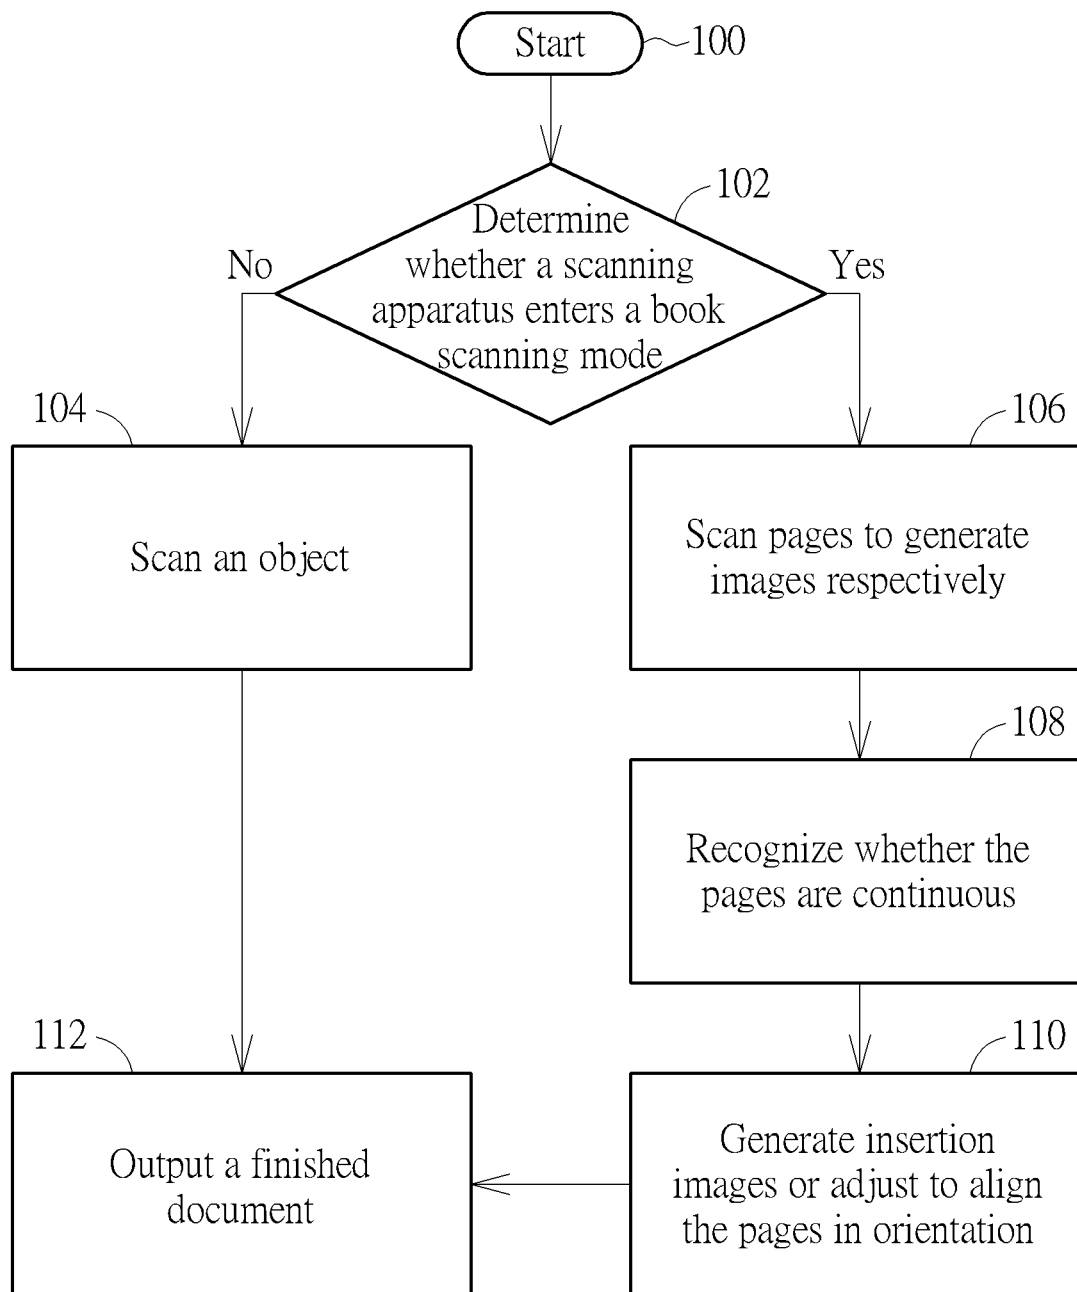 Start
100
102
Determine
whether a scanning
apparatus enters a book
scanning mode
No
Yes
104
Scan an object
106
Scan pages to generate
images respectively
108
Recognize whether the
pages are continuous
112
Output a finished
document
110
Generate insertion
images or adjust to align
the pages in orientation